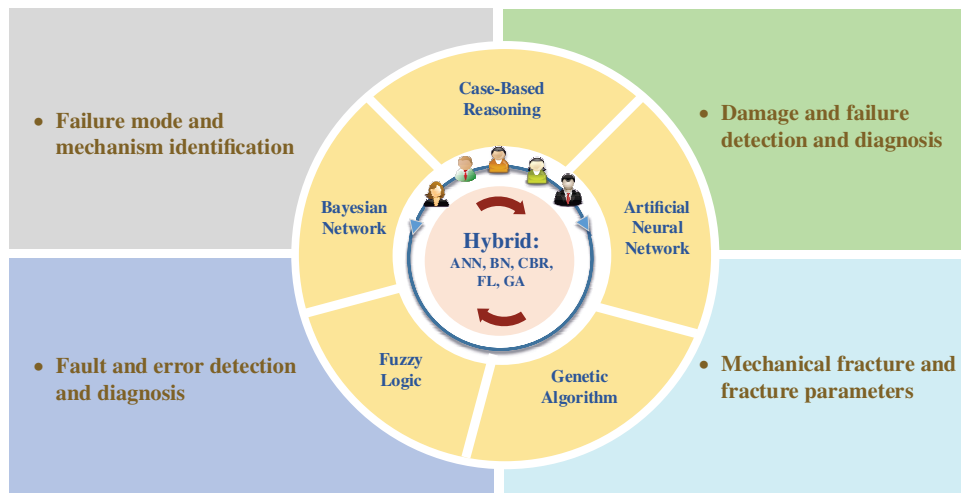 • Failure mode and
mechanism identification
• Damage and failure
detection and diagnosis
Case-Based
Reasoning
Bayesian
Network
Artificial
Neural
Network
Hybrid:
ANN, BN, CBR,
FL, GA
Fuzzy
Logic
Genetic
Algorithm
• Fault and error detection
and diagnosis
• Mechanical fracture and
fracture parameters